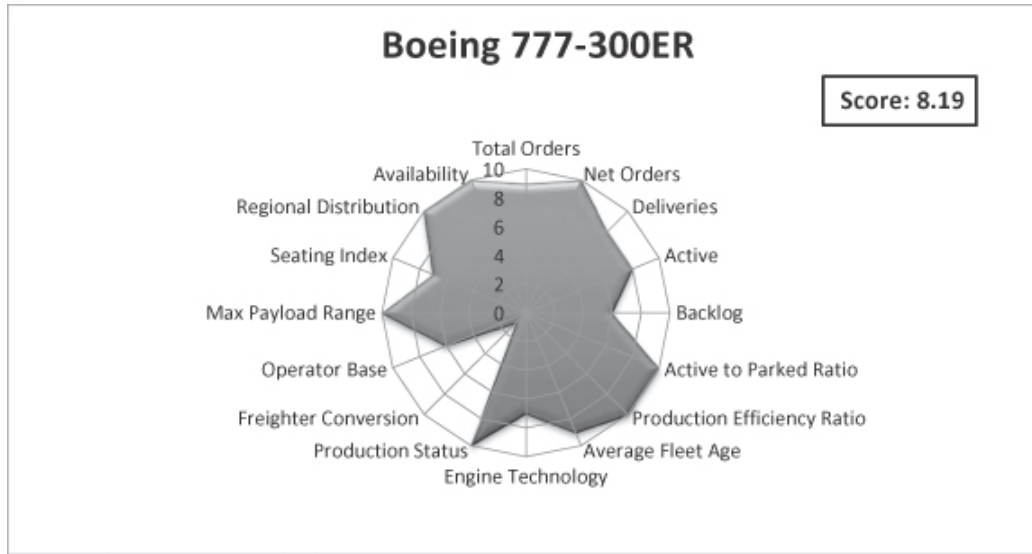 Boeing 777-300ER
Score: 8.19
Total Orders
Availability
10
Net Orders
Regional Distribution
8
Deliveries
6
Seating Index
4
Active
2
Max Payload Range
0
Backlog
Operator Base
Active to Parked Ratio
Freighter Conversion
Production Efficiency Ratio
Production Status
Average Fleet Age
Engine Technology